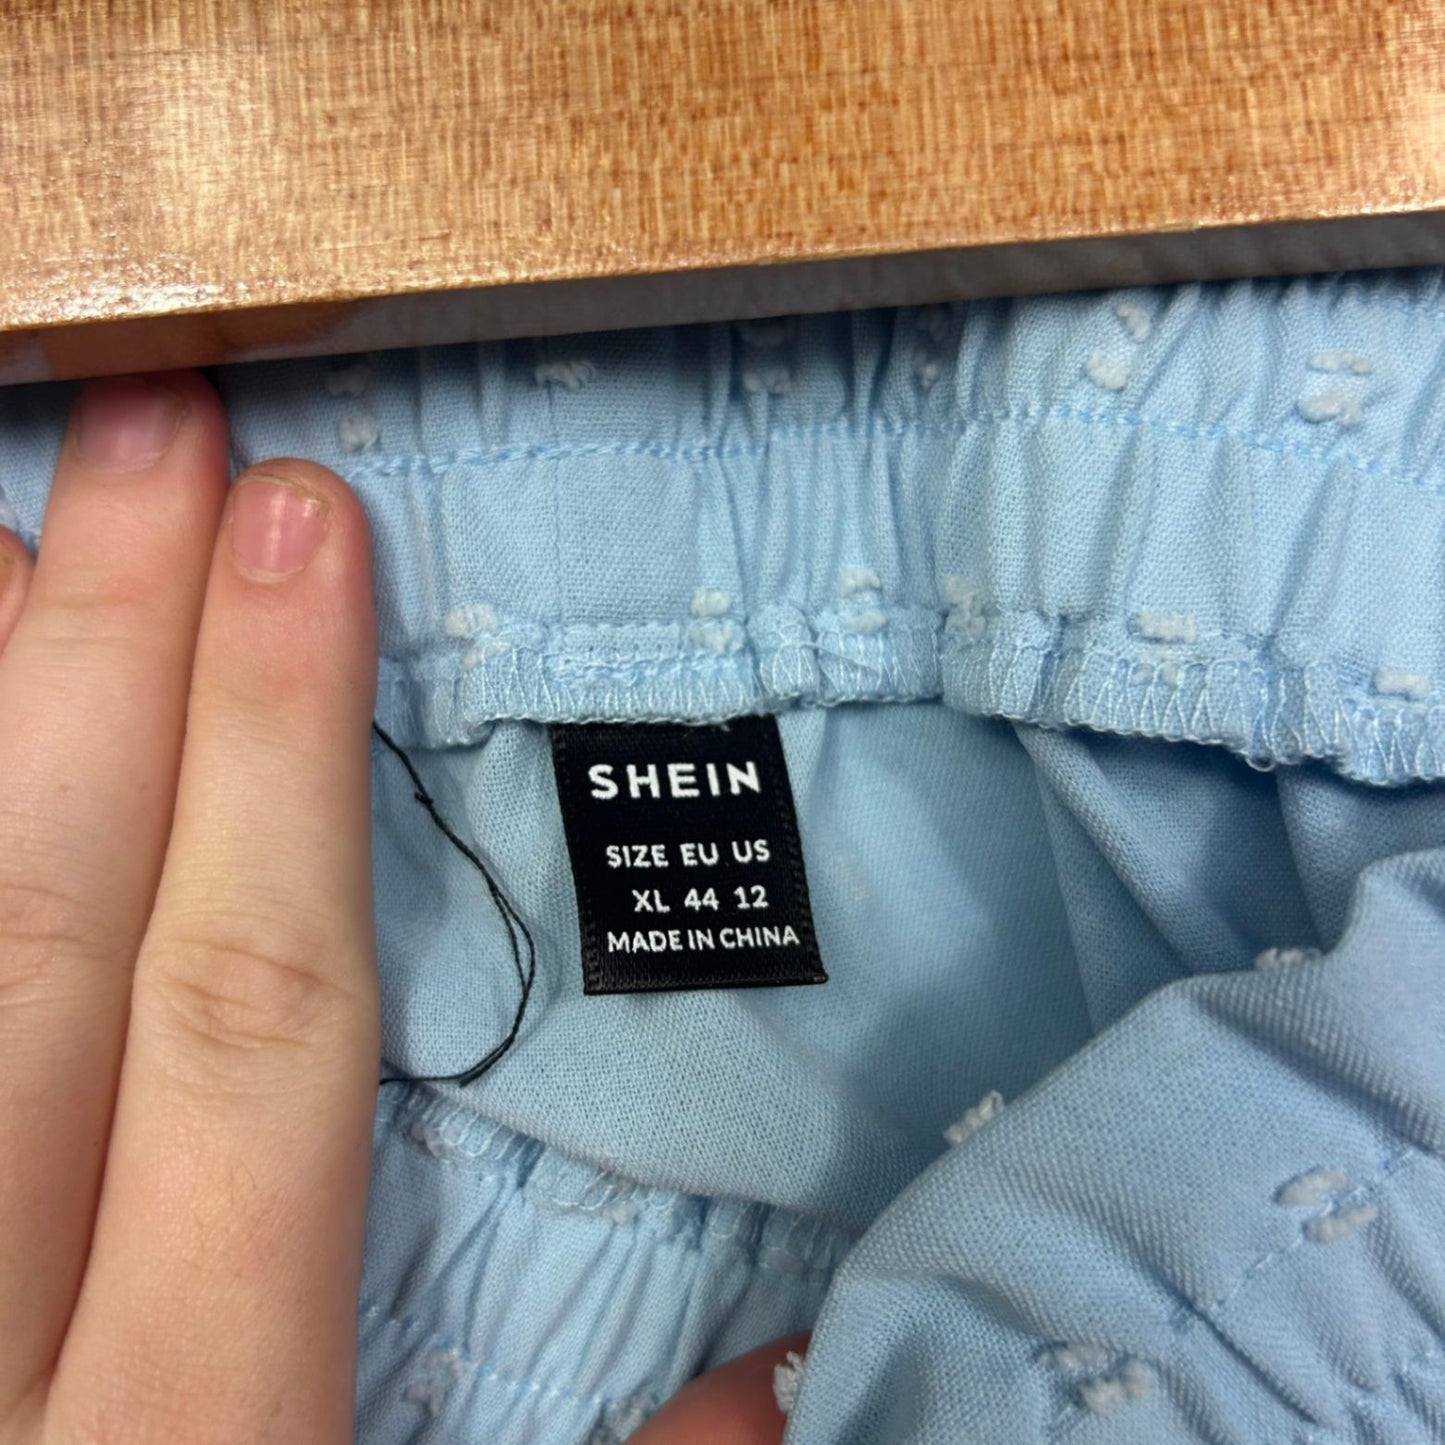 SHEIN
SIZE EU US
XL 44 12
MADE IN CHINA